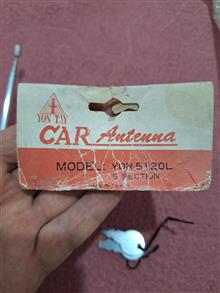 YON TAY
CAR Antenna
MODEL: YON 5120L
5 SECTION